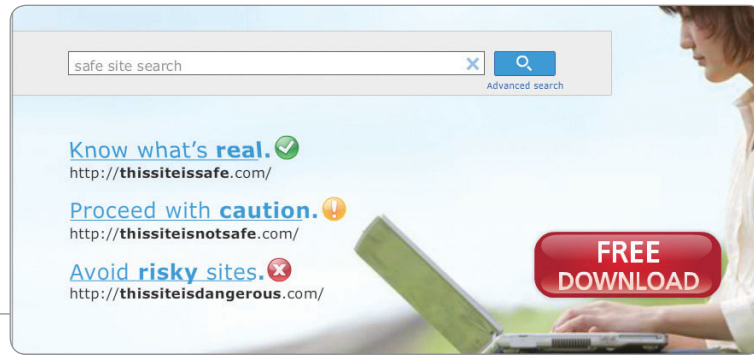 safe site search
Advanced search
Know what's real.
http://thissiteissafe.com/
Proceed with caution.
http://thissiteisnotsafe.com/
Avoid risky sites.
http://thissiteisdangerous.com/
FREE
DOWNLOAD